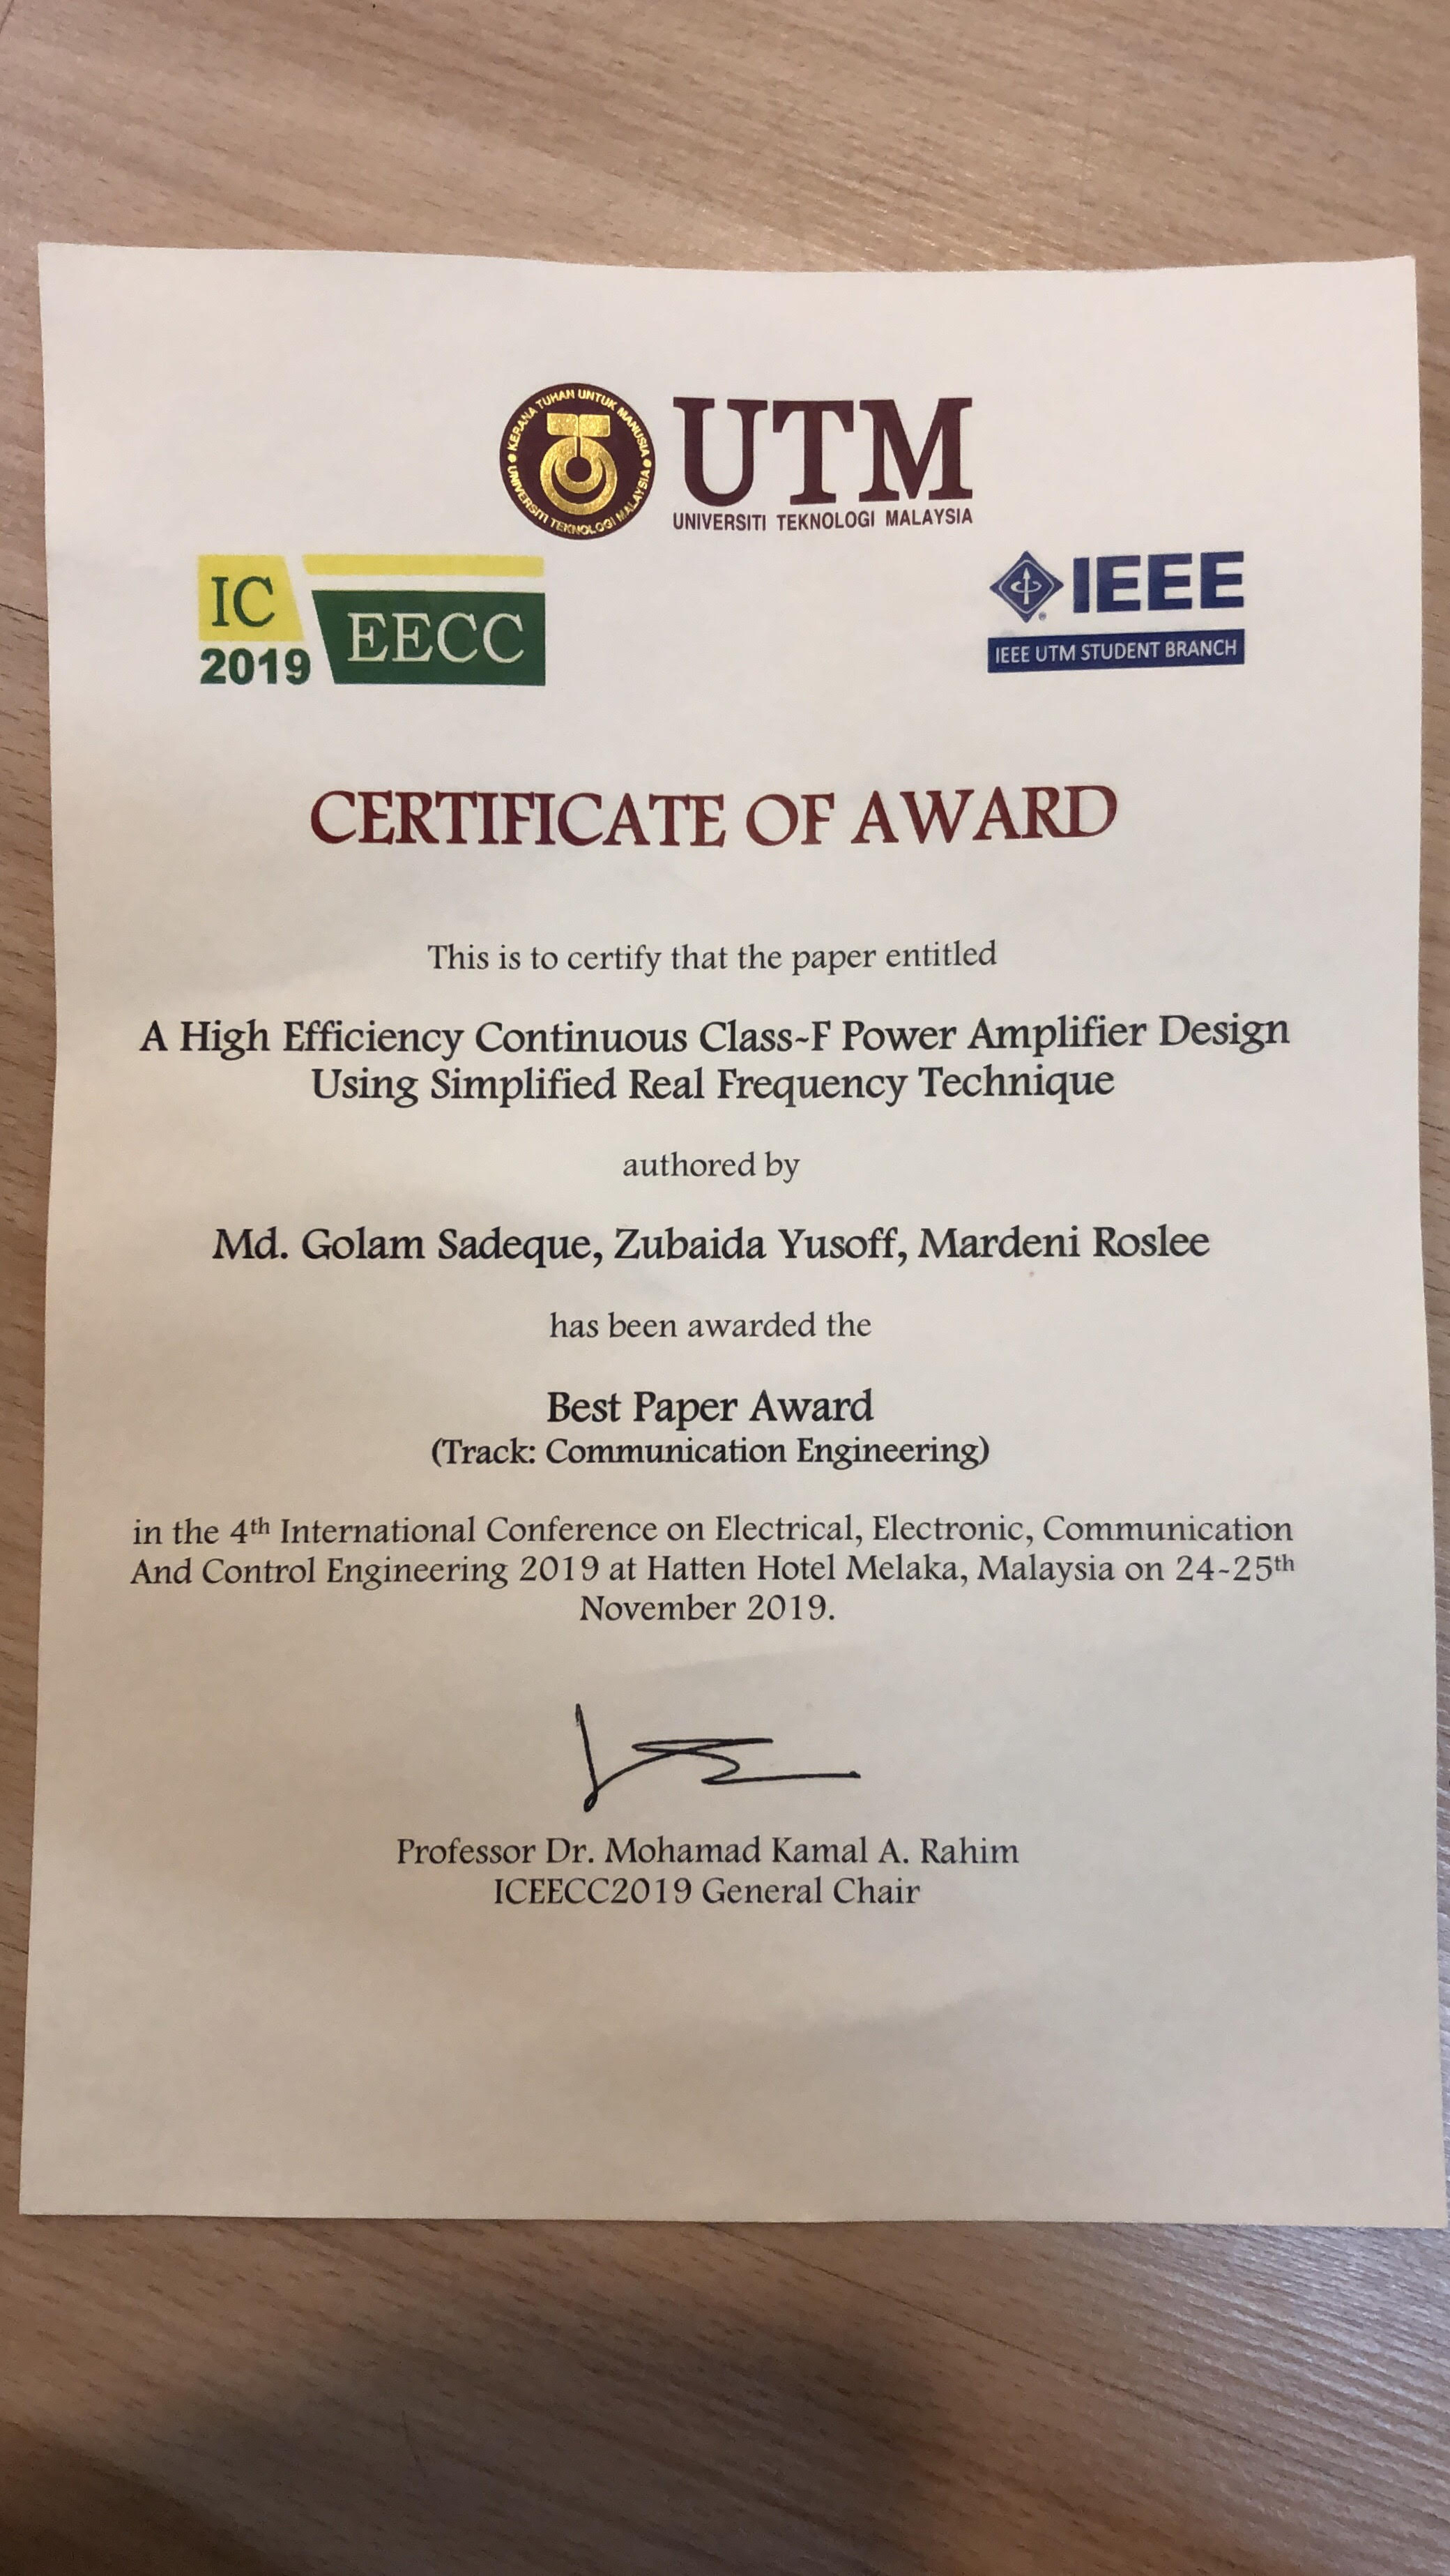 KERANA TUHAN UNTUK MANUSIA
UNIVERSITI TEKNOLOGI MALAYSIA
UTM
UNIVERSITI TEKNOLOGI MALAYSIA
IC
EECC
2019
IEEE
IEEE UTM STUDENT BRANCH
CERTIFICATE OF AWARD
This is to certify that the paper entitled
A High Efficiency Continuous Class-F Power Amplifier Design
Using Simplified Real Frequency Technique
authored by
Md. Golam Sadeque, Zubaida Yusoff, Mardeni Roslee
has been awarded the
Best Paper Award
(Track: Communication Engineering)
in the 4th International Conference on Electrical, Electronic, Communication
And Control Engineering 2019 at Hatten Hotel Melaka, Malaysia on 24-25th
November 2019.
Professor Dr. Mohamad Kamal A. Rahim
ICEECC2019 General Chair